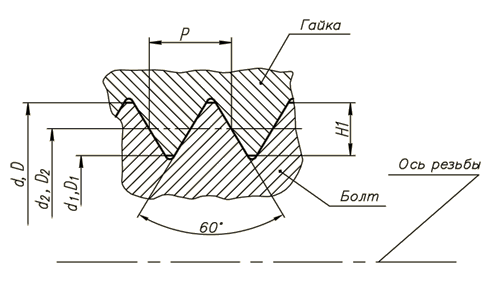 P
Гайка
d, D
d2, D2
d1, D1
H1
Ось резьбы
Болт
60°